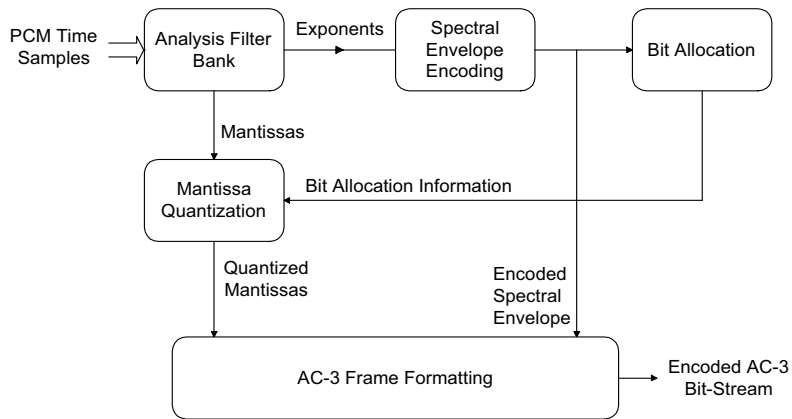 PCM Time
Samples
Analysis Filter
Bank
Exponents
Spectral
Envelope
Encoding
Bit Allocation
Mantissas
Mantissa
Quantization
Bit Allocation Information
Quantized
Mantissas
Encoded
Spectral
Envelope
AC-3 Frame Formatting
Encoded AC-3
Bit-Stream